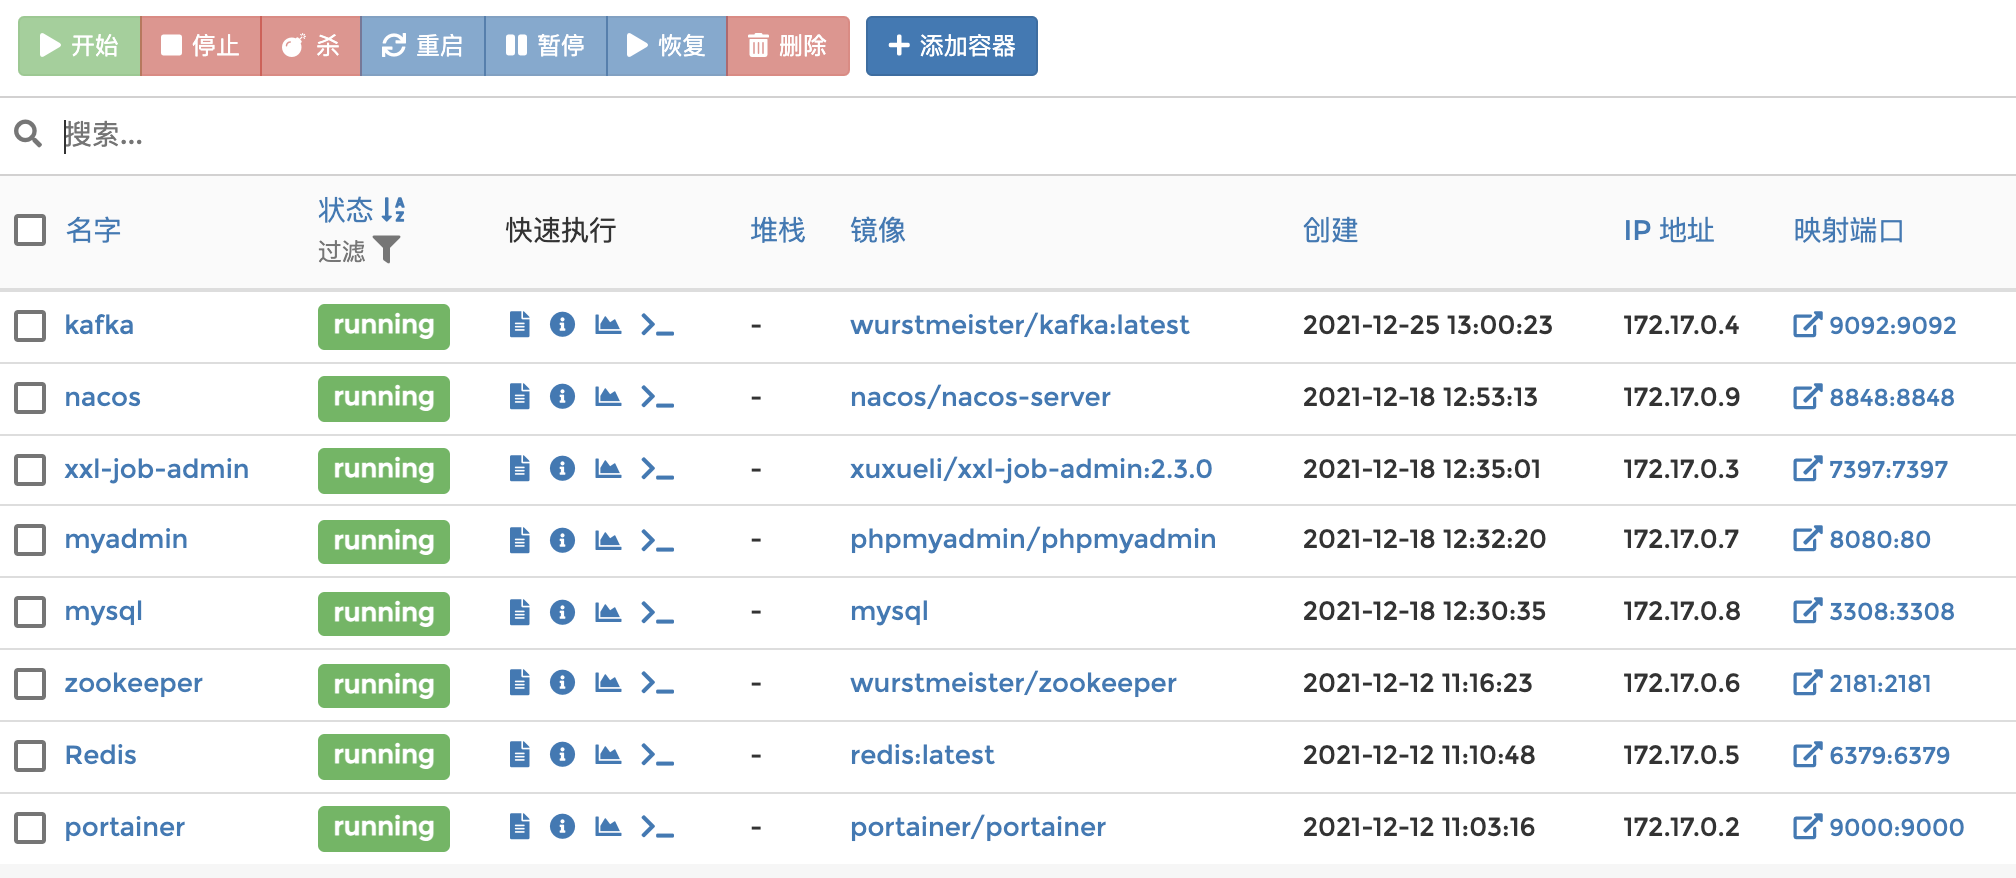 开始 停止 杀 重启 暂停 恢复 删除 添加容器
搜索...
名字 状态 过滤 快速执行 堆栈 镜像 创建 IP 地址 映射端口
kafka running - wurstmeister/kafka:latest 2021-12-25 13:00:23 172.17.0.4 9092:9092
nacos running - nacos/nacos-server 2021-12-18 12:53:13 172.17.0.9 8848:8848
xxl-job-admin running - xuxueli/xxl-job-admin:2.3.0 2021-12-18 12:35:01 172.17.0.3 7397:7397
myadmin running - phpmyadmin/phpmyadmin 2021-12-18 12:32:20 172.17.0.7 8080:80
mysql running - mysql 2021-12-18 12:30:35 172.17.0.8 3308:3308
zookeeper running - wurstmeister/zookeeper 2021-12-12 11:16:23 172.17.0.6 2181:2181
Redis running - redis:latest 2021-12-12 11:10:48 172.17.0.5 6379:6379
portainer running - portainer/portainer 2021-12-12 11:03:16 172.17.0.2 9000:9000